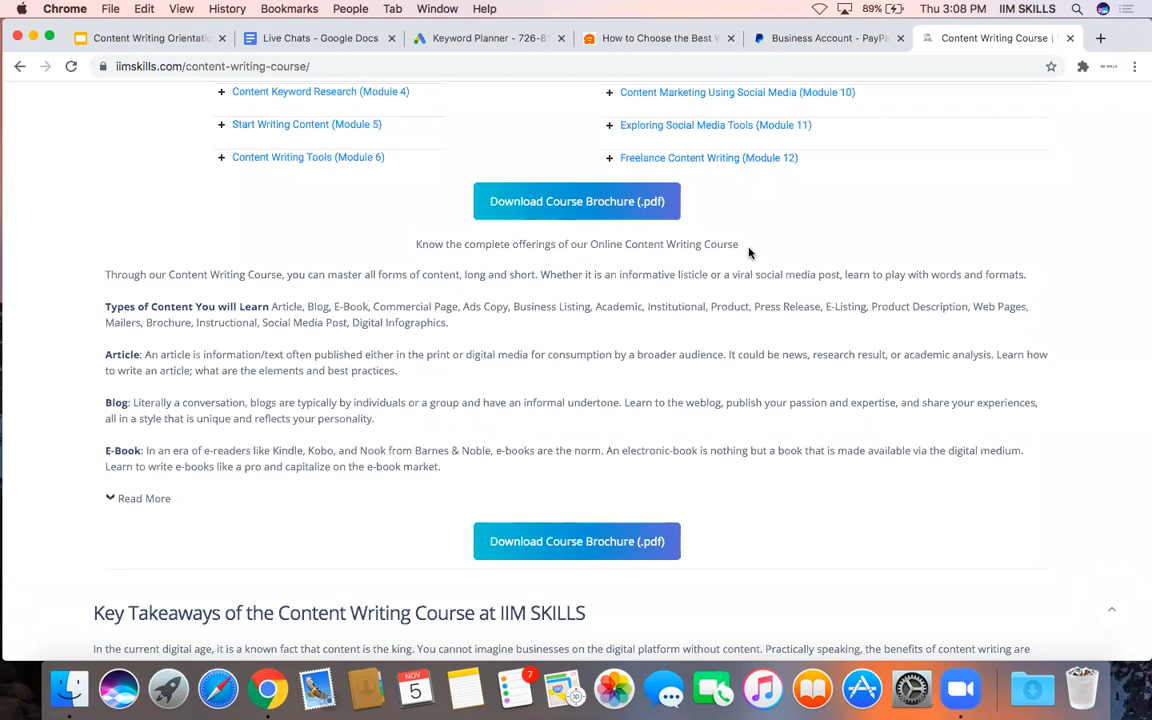 Chrome File Edit View History Bookmarks People Tab Window Help 89% Thu 3:08 PM IIM SKILLS
Content Writing Orientatio Live Chats - Google Docs Keyword Planner - 726-8 How to Choose the Best Business Account - PayPa Content Writing Course |
iimskills.com/content-writing-course/
Content Keyword Research (Module 4) Content Marketing Using Social Media (Module 10)
Start Writing Content (Module 5) Exploring Social Media Tools (Module 11)
Content Writing Tools (Module 6) Freelance Content Writing (Module 12)
Download Course Brochure (.pdf)
Know the complete offerings of our Online Content Writing Course
Through our Content Writing Course, you can master all forms of content, long and short. Whether it is an informative listicle or a viral social media post, learn to play with words and formats.
Types of Content You will Learn Article, Blog, E-Book, Commercial Page, Ads Copy, Business Listing, Academic, Institutional, Product, Press Release, E-Listing, Product Description, Web Pages,
Mailers, Brochure, Instructional, Social Media Post, Digital Infographics.
Article: An article is information/text often published either in the print or digital media for consumption by a broader audience. It could be news, research result, or academic analysis. Learn how
to write an article; what are the elements and best practices.
Blog: Literally a conversation, blogs are typically by individuals or a group and have an informal undertone. Learn to the weblog, publish your passion and expertise, and share your experiences,
all in a style that is unique and reflects your personality.
E-Book: In an era of e-readers like Kindle, Kobo, and Nook from Barnes & Noble, e-books are the norm. An electronic-book is nothing but a book that is made available via the digital medium.
Learn to write e-books like a pro and capitalize on the e-book market.
Read More
Download Course Brochure (.pdf)
Key Takeaways of the Content Writing Course at IIM SKILLS
In the current digital age, it is a known fact that content is the king. You cannot imagine businesses on the digital platform without content. Practically speaking, the benefits of content writing are
NOV
5
7